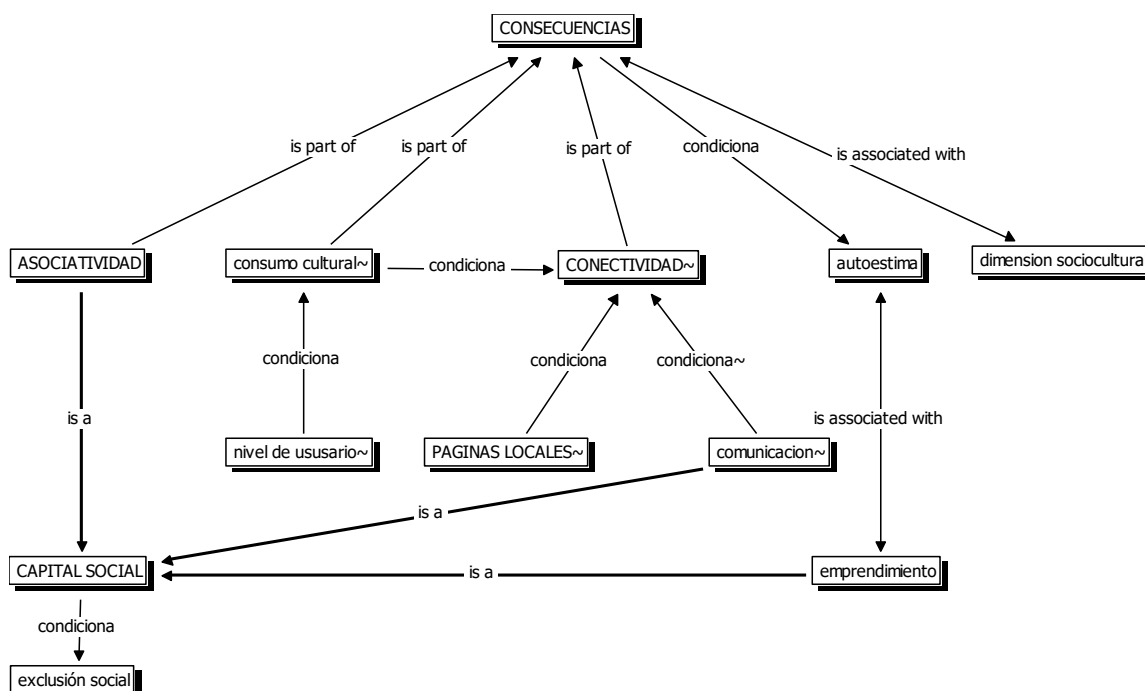 CONSECUENCIAS
is part of
is part of
is part of
condiciona
is associated with
ASOCIATIVIDAD
consumo cultural~
condiciona
CONECTIVIDAD~
autoestima
dimension sociocultura
condiciona
condiciona
condiciona~
is a
is associated with
nivel de ususario~
PAGINAS LOCALES~
comunicacion~
is a
CAPITAL SOCIAL
is a
emprendimiento
condiciona
exclusión social